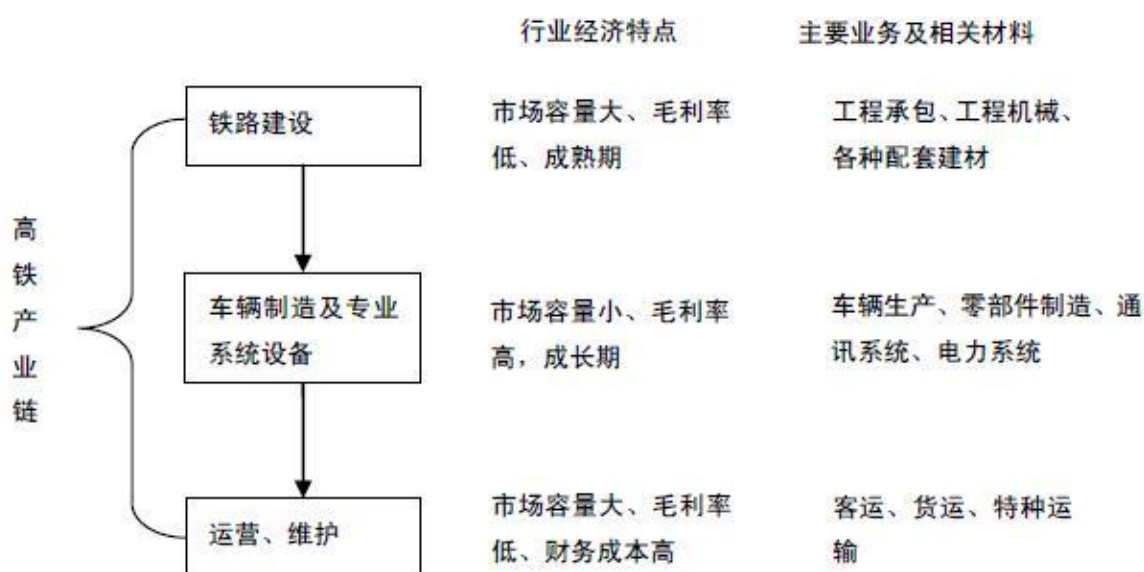 行业经济特点
主要业务及相关材料
铁路建设
市场容量大、毛利率
低、成熟期
工程承包、工程机械、
各种配套建材
高
铁
产
业
链
车辆制造及专业
系统设备
市场容量小、毛利率
高，成长期
车辆生产、零部件制造、通
讯系统、电力系统
运营、维护
市场容量大、毛利率
低、财务成本高
客运、货运、特种运
输